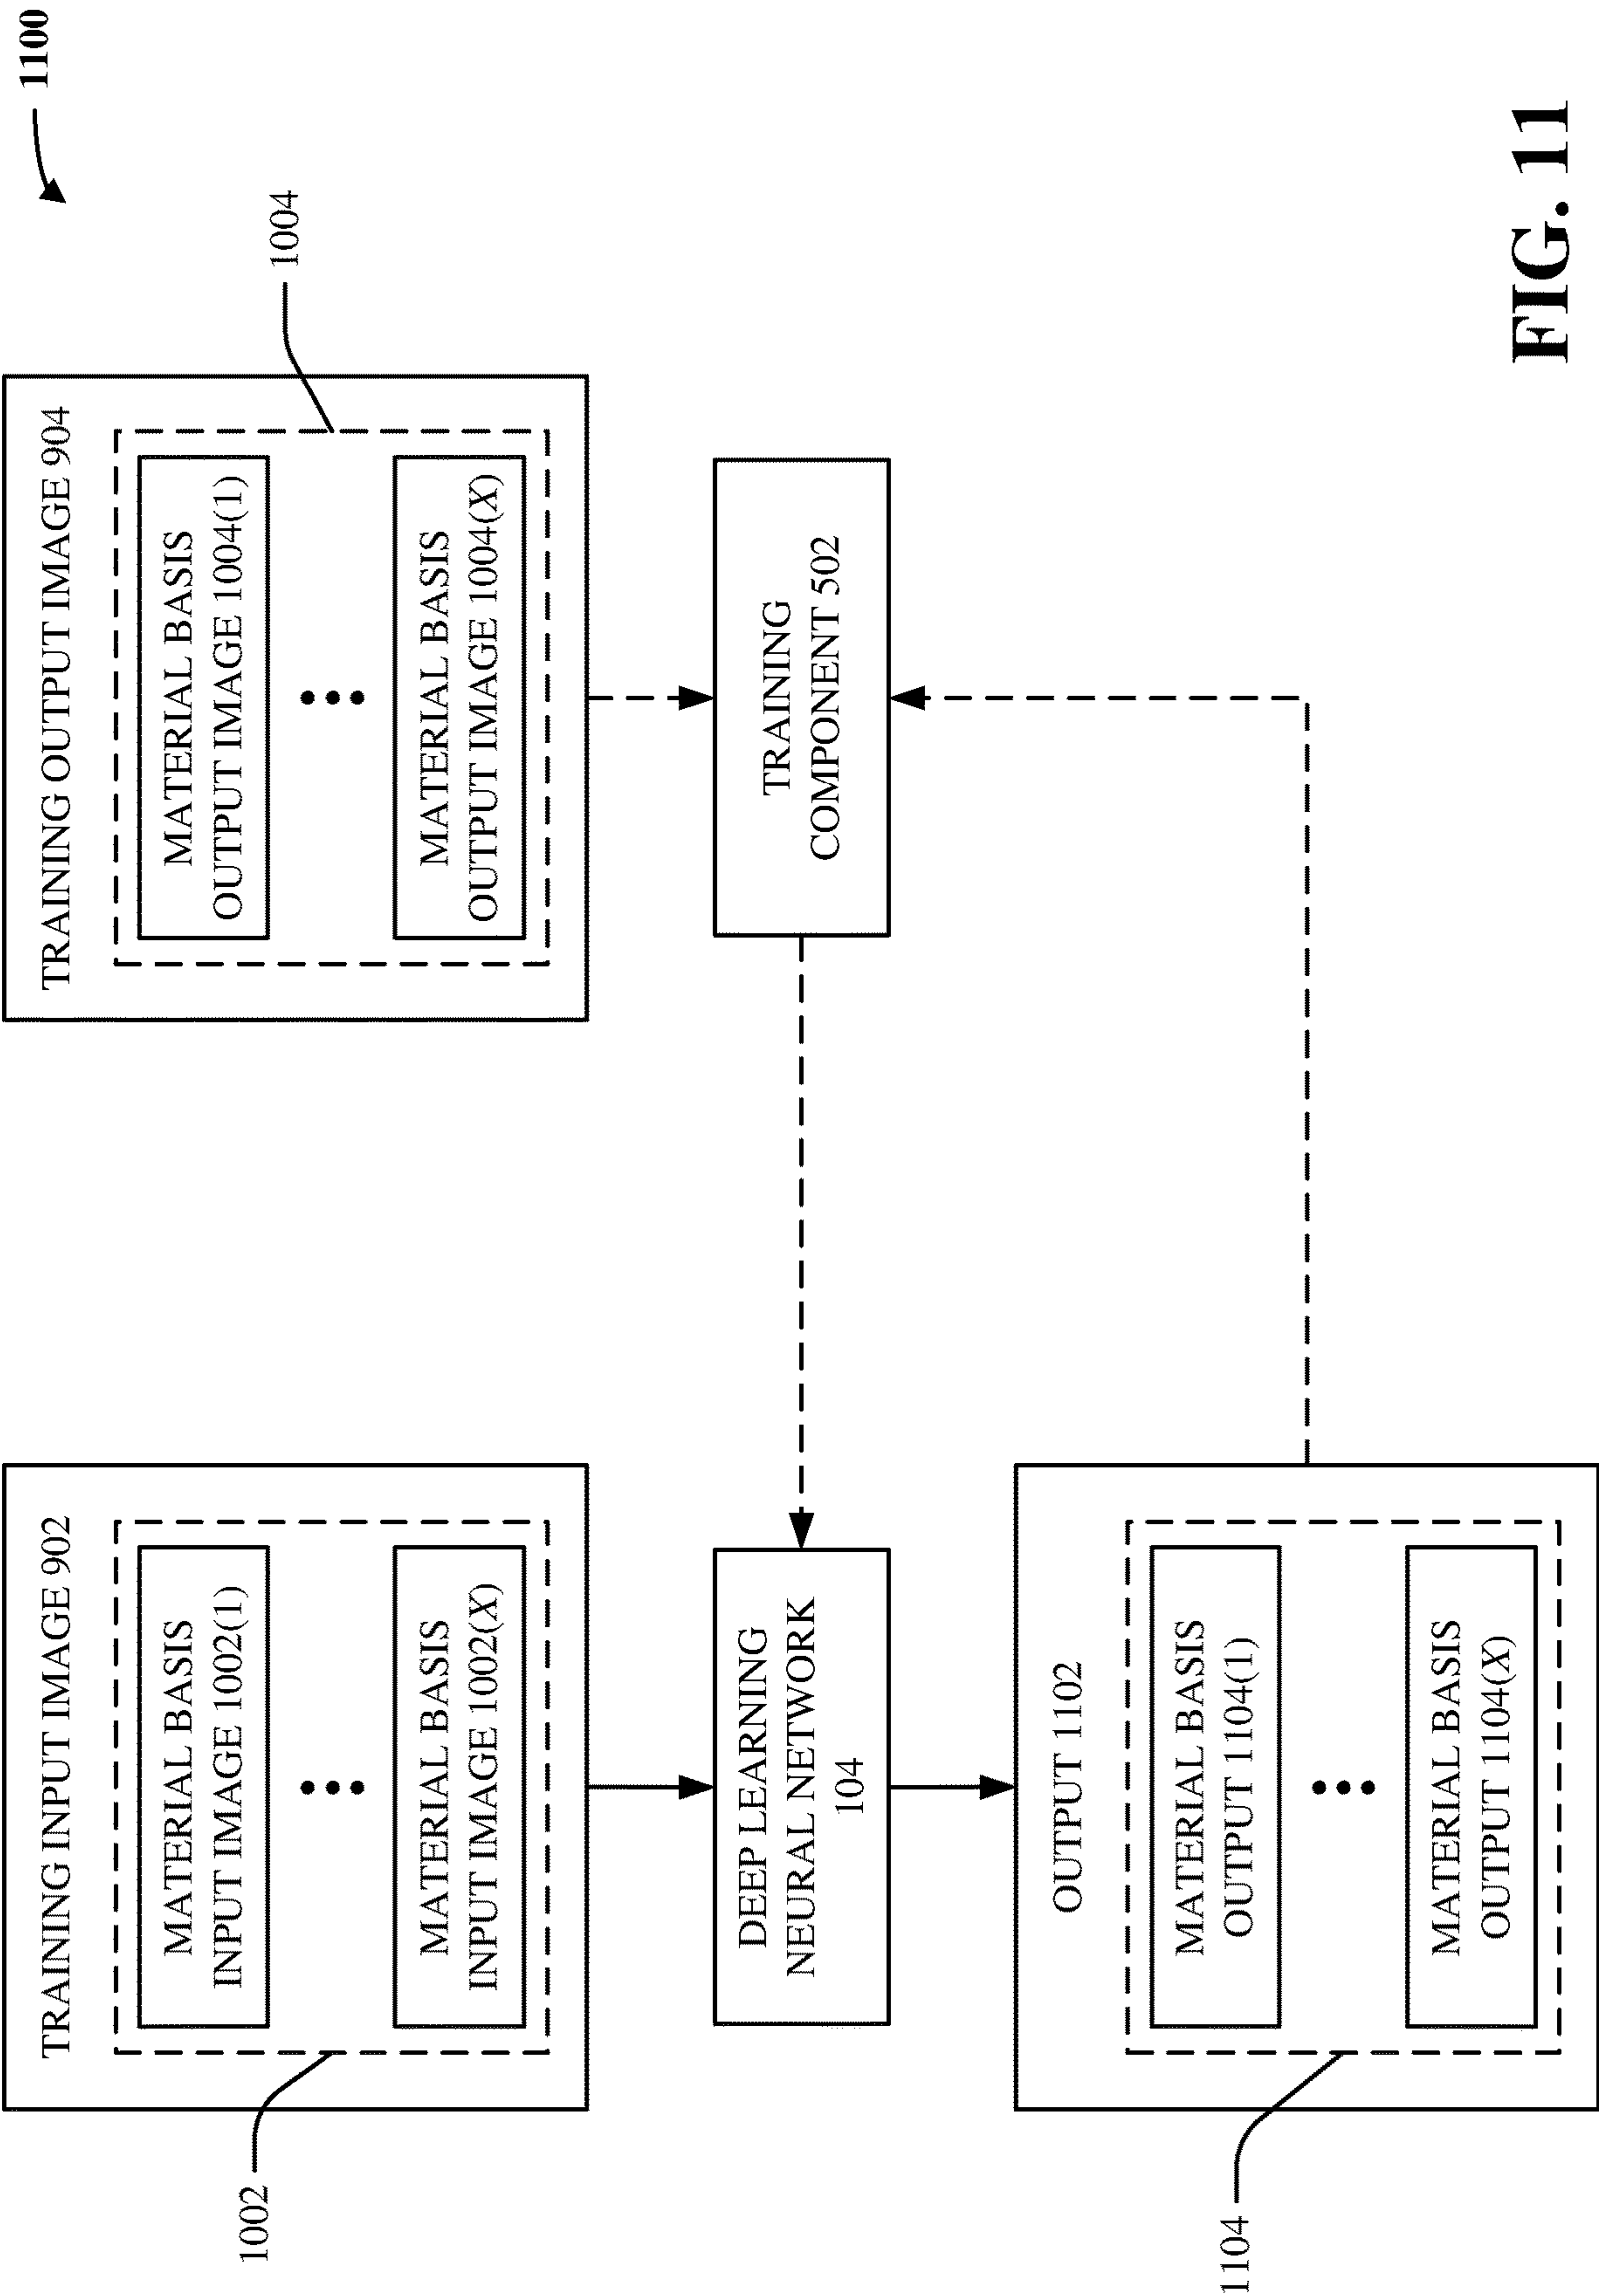 1100
TRAINING INPUT IMAGE 902
1002
MATERIAL BASIS
INPUT IMAGE 1002(1)
MATERIAL BASIS
INPUT IMAGE 1002(X)
TRAINING OUTPUT IMAGE 904
1004
MATERIAL BASIS
OUTPUT IMAGE 1004(1)
MATERIAL BASIS
OUTPUT IMAGE 1004(X)
DEEP LEARNING
NEURAL NETWORK
104
TRAINING
COMPONENT 502
OUTPUT 1102
1104
MATERIAL BASIS
OUTPUT 1104(1)
MATERIAL BASIS
OUTPUT 1104(X)
FIG. 11